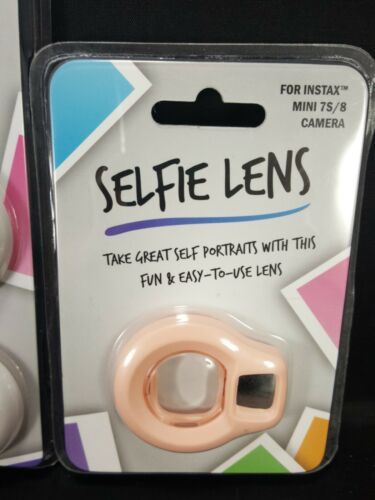 FOR INSTAX™
MINI 7S/8
CAMERA
SELFIE LENS
TAKE GREAT SELF PORTRAITS WITH THIS
FUN & EASY-TO-USE LENS